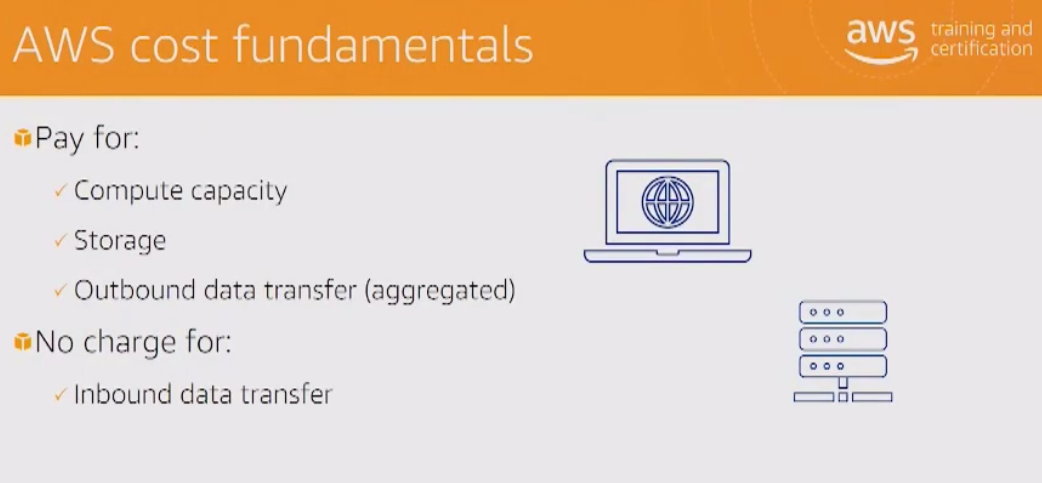 AWS cost fundamentals
aws training and
certification
Pay for:
Compute capacity
Storage
Outbound data transfer (aggregated)
No charge for:
Inbound data transfer